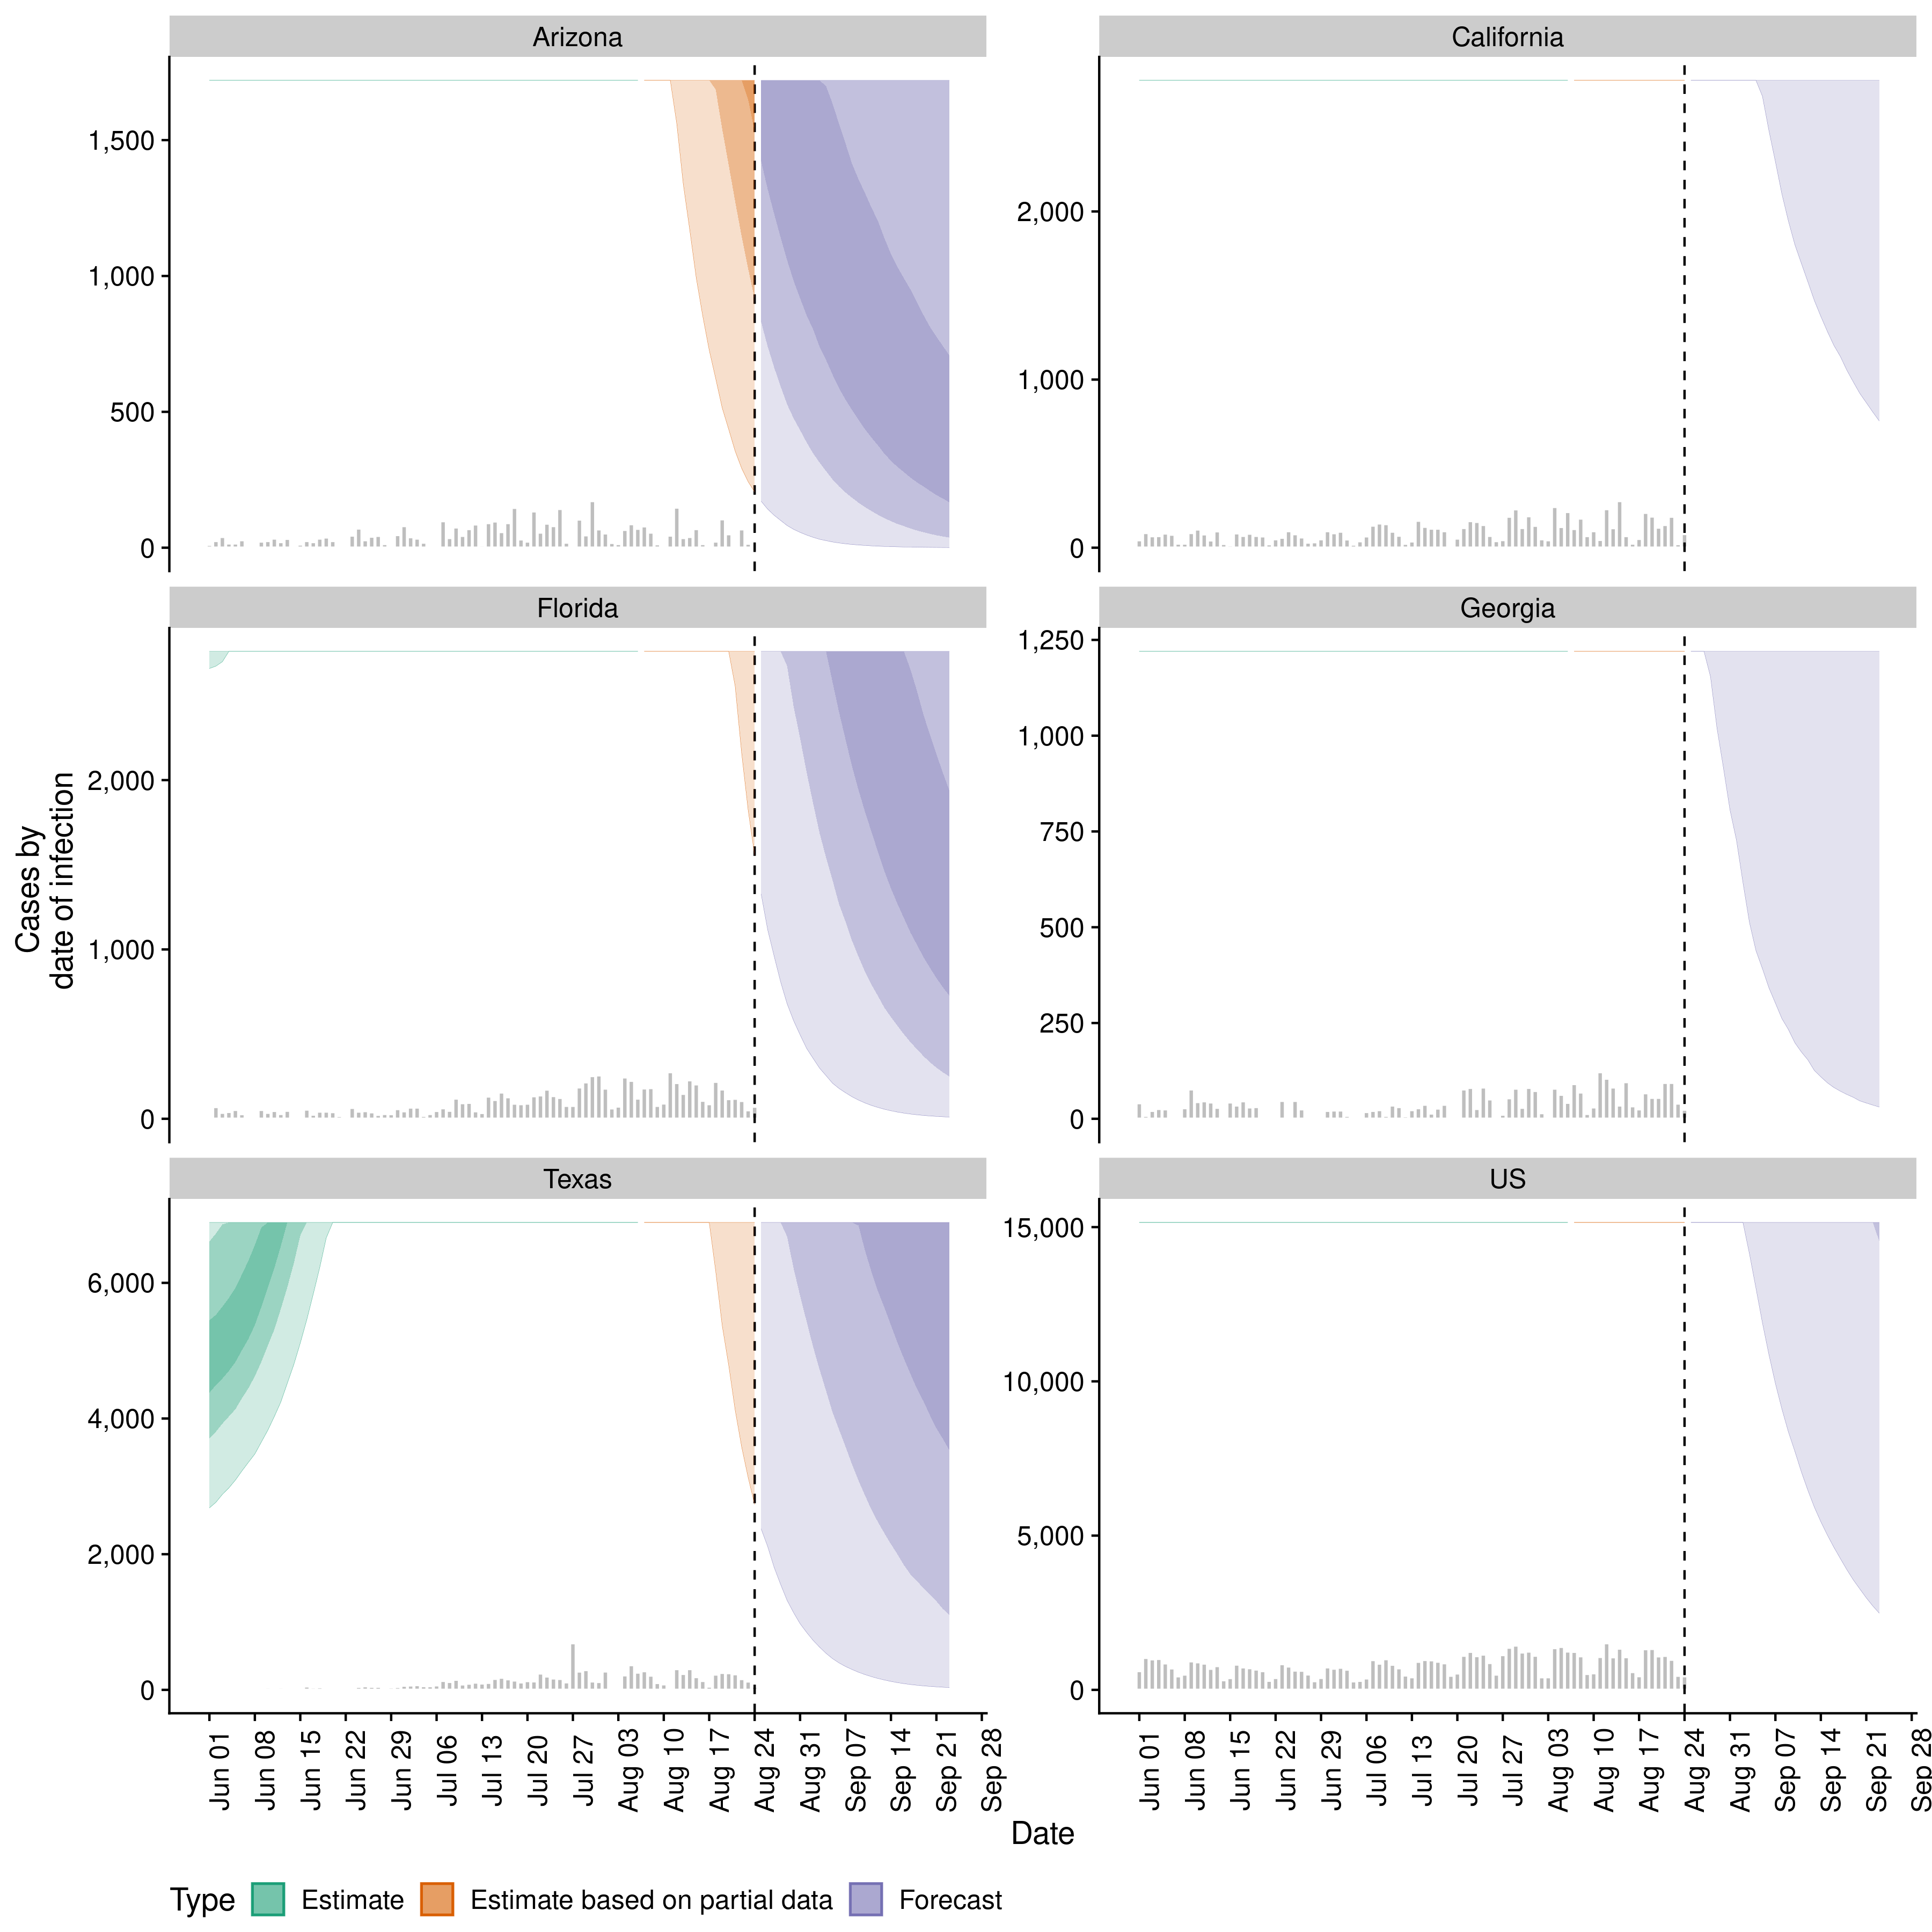 Arizona
California
1,500
1,000
500
0
2,000
1,000
0
Florida
Georgia
2,000
1,000
0
1,250
1,000
750
500
250
0
Cases by
date of infection
Texas
US
6,000
4,000
2,000
0
15,000
10,000
5,000
0
Jun 01
Jun 08
Jun 15
Jun 22
Jun 29
Jul 06
Jul 13
Jul 20
Jul 27
Aug 03
Aug 10
Aug 17
Aug 24
Aug 31
Sep 07
Sep 14
Sep 21
Sep 28
Jun 01
Jun 08
Jun 15
Jun 22
Jun 29
Jul 06
Jul 13
Jul 20
Jul 27
Aug 03
Aug 10
Aug 17
Aug 24
Aug 31
Sep 07
Sep 14
Sep 21
Sep 28
Date
Type Estimate Estimate based on partial data Forecast